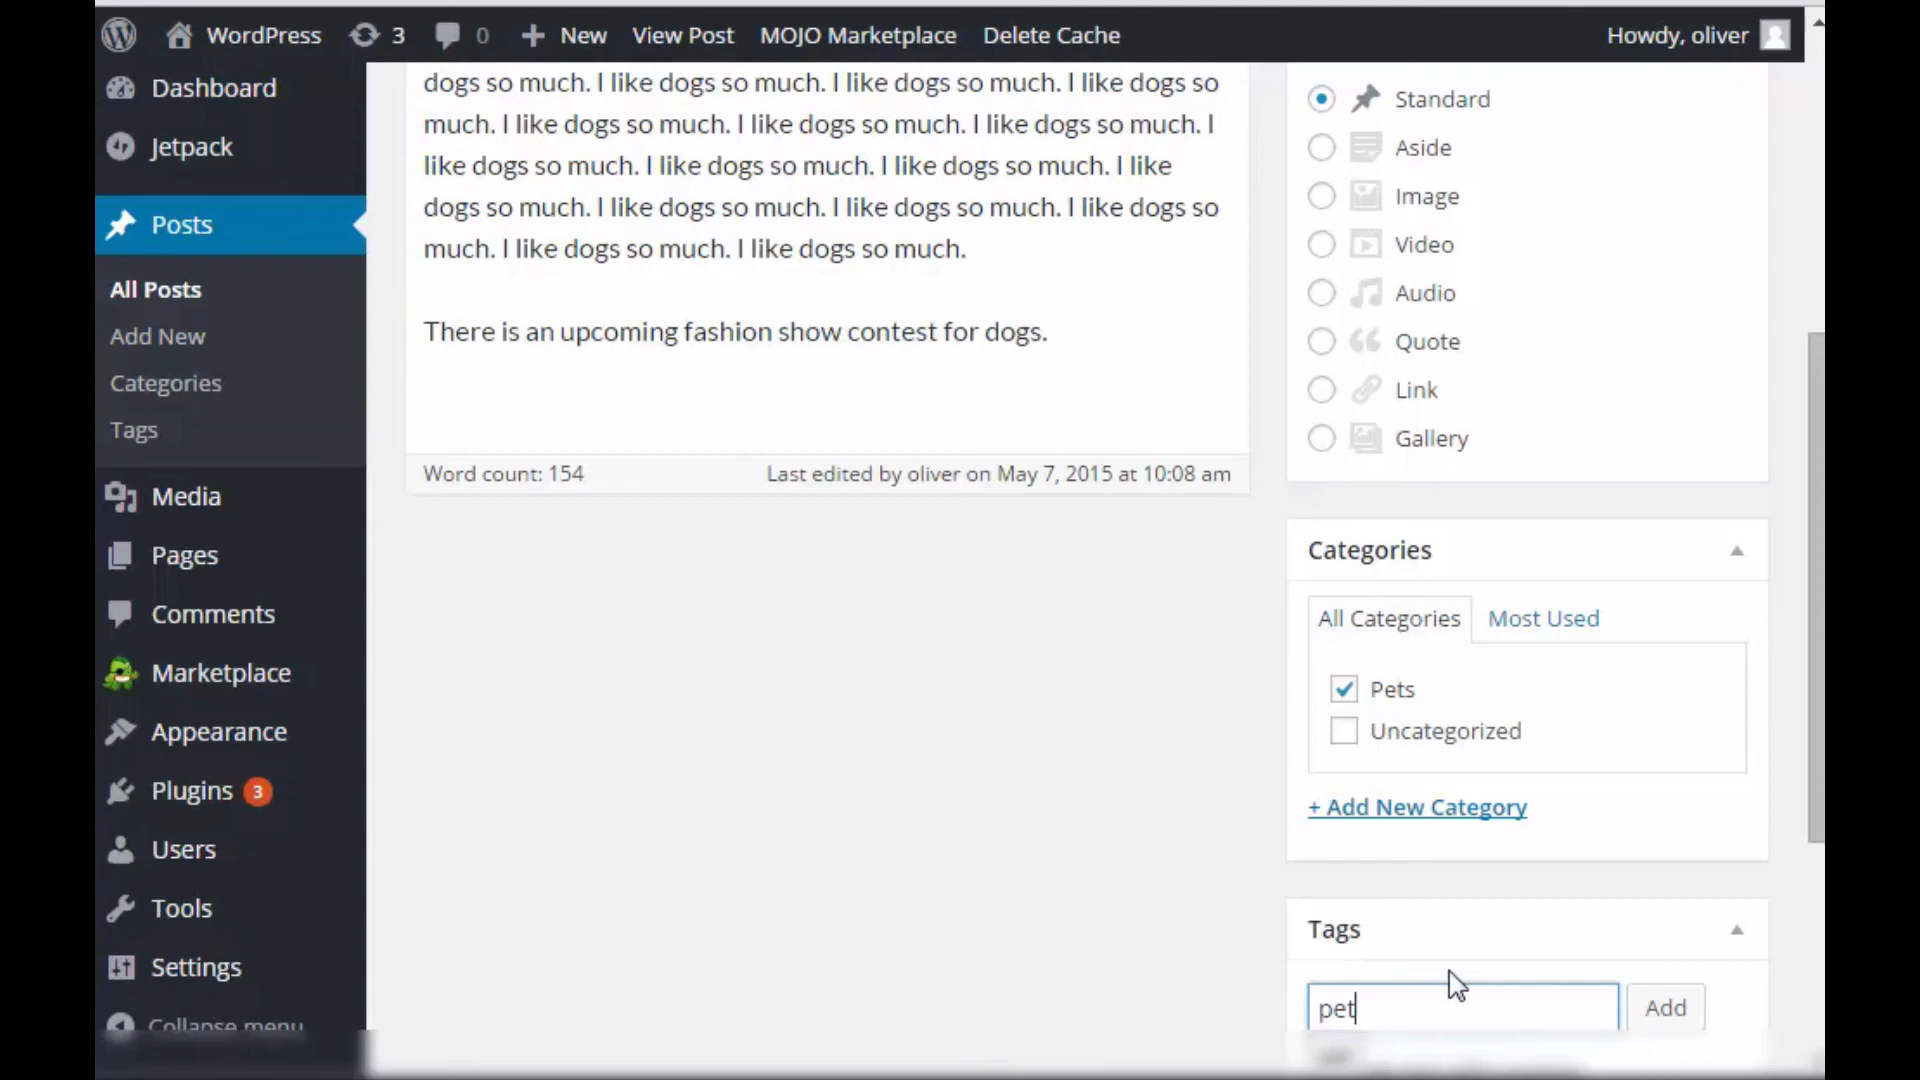 WordPress 3 0 + New View Post MOJO Marketplace Delete Cache Howdy, oliver
Dashboard
Jetpack
Posts
All Posts
Add New
Categories
Tags
Media
Pages
Comments
Marketplace
Appearance
Plugins 3
Users
Tools
Settings
Collapse menu
dogs so much. I like dogs so much. I like dogs so much. I like dogs so
much. I like dogs so much. I like dogs so much. I like dogs so much. I
like dogs so much. I like dogs so much. I like dogs so much. I like
dogs so much. I like dogs so much. I like dogs so much. I like dogs so
much. I like dogs so much. I like dogs so much.
There is an upcoming fashion show contest for dogs.
Word count: 154 Last edited by oliver on May 7, 2015 at 10:08 am
Standard
Aside
Image
Video
Audio
Quote
Link
Gallery
Categories
All Categories Most Used
Pets
Uncategorized
+ Add New Category
Tags
pet Add